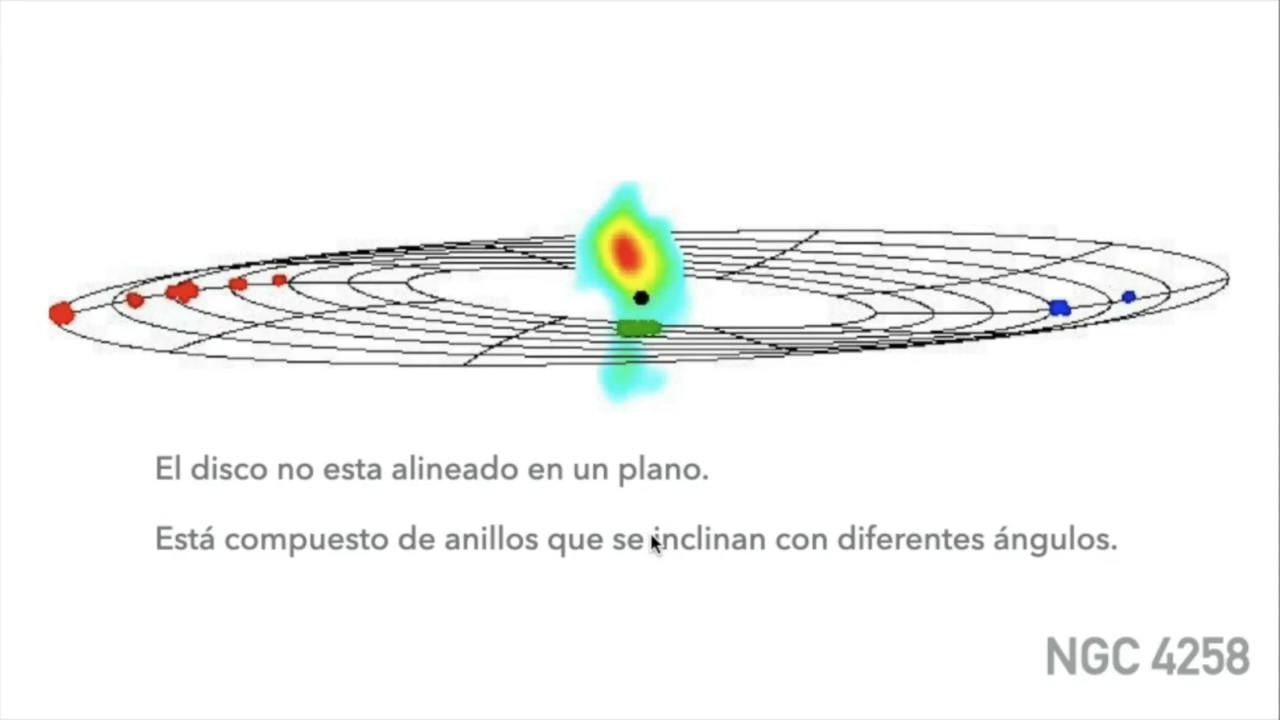 El disco no esta alineado en un plano.
Está compuesto de anillos que se inclinan con diferentes ángulos.
NGC 4258